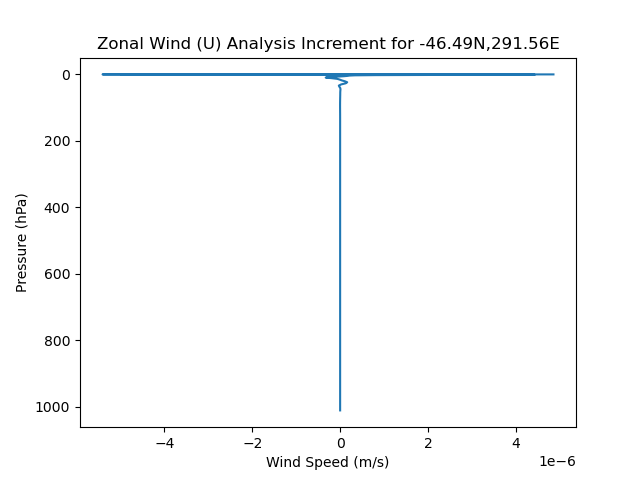 Zonal Wind (U) Analysis Increment for -46.49N,291.56E
0
200
400
600
800
1000
Pressure (hPa)
−4
−2
0
2
4
1e−6
Wind Speed (m/s)